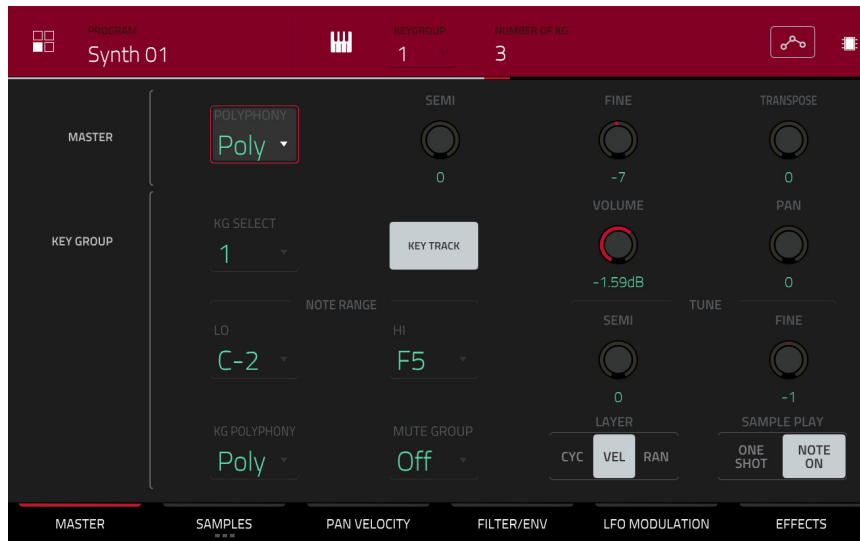 PROGRAM
Synth 01
KEYGROUP
1
NUMBER OF KG
3
MASTER
POLYPHONY
Poly
SEMI
0
FINE
-7
TRANSPOSE
0
KEY GROUP
KG SELECT
1
KEY TRACK
VOLUME
-1.59dB
PAN
0
NOTE RANGE
LO
C-2
HI
F5
TUNE
SEMI
0
FINE
-1
KG POLYPHONY
Poly
MUTE GROUP
Off
LAYER
CYC VEL RAN
SAMPLE PLAY
ONE
SHOT
NOTE
ON
MASTER SAMPLES PAN VELOCITY FILTER/ENV LFO MODULATION EFFECTS